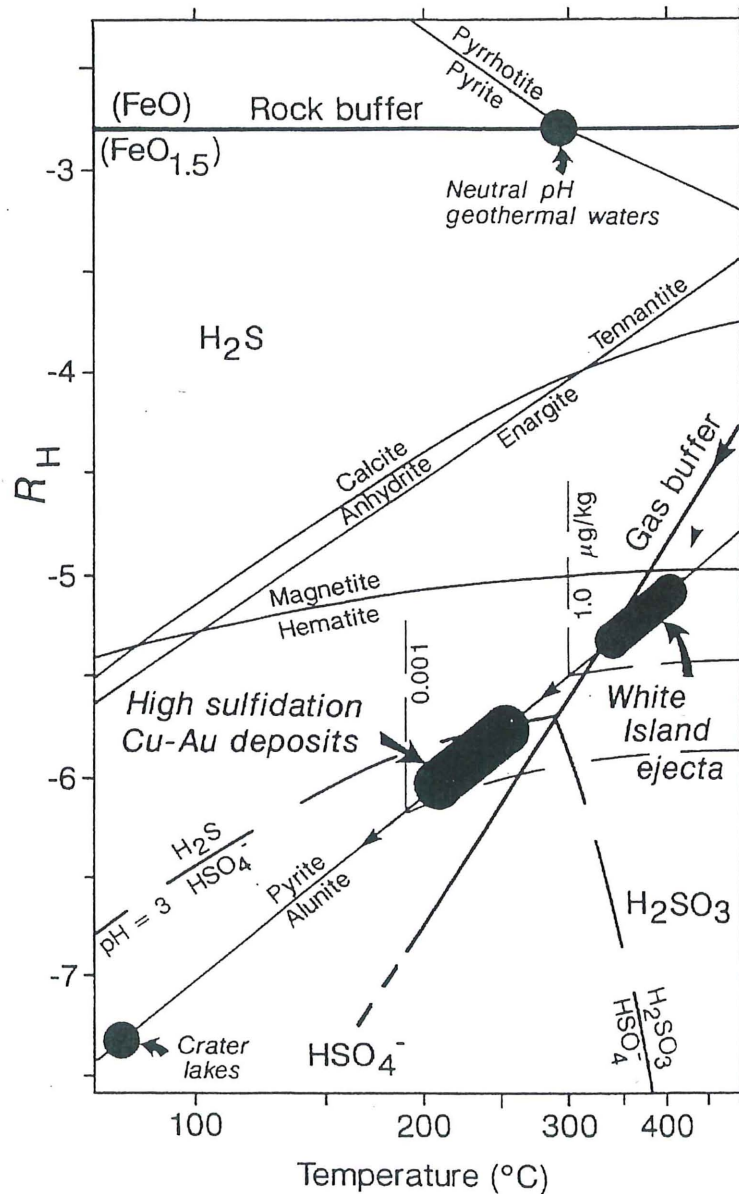 Pyrrhotite
Pyrite
(FeO)
Rock buffer
(FeO1.5)
-3
Neutral pH
geothermal waters
H2S
Tennantite
-4
Enargite
Calcite
Anhydrite
Gas buffer
RH
1.0 µg/kg
-5
Magnetite
Hematite
0.001
High sulfidation
Cu-Au deposits
White
Island
ejecta
-6
H2S
HSO4-
pH = 3
Pyrite
Alunite
H2SO3
-7
H2SO3
HSO4-
HSO4-
Crater
lakes
100
200
300
400
Temperature (°C)